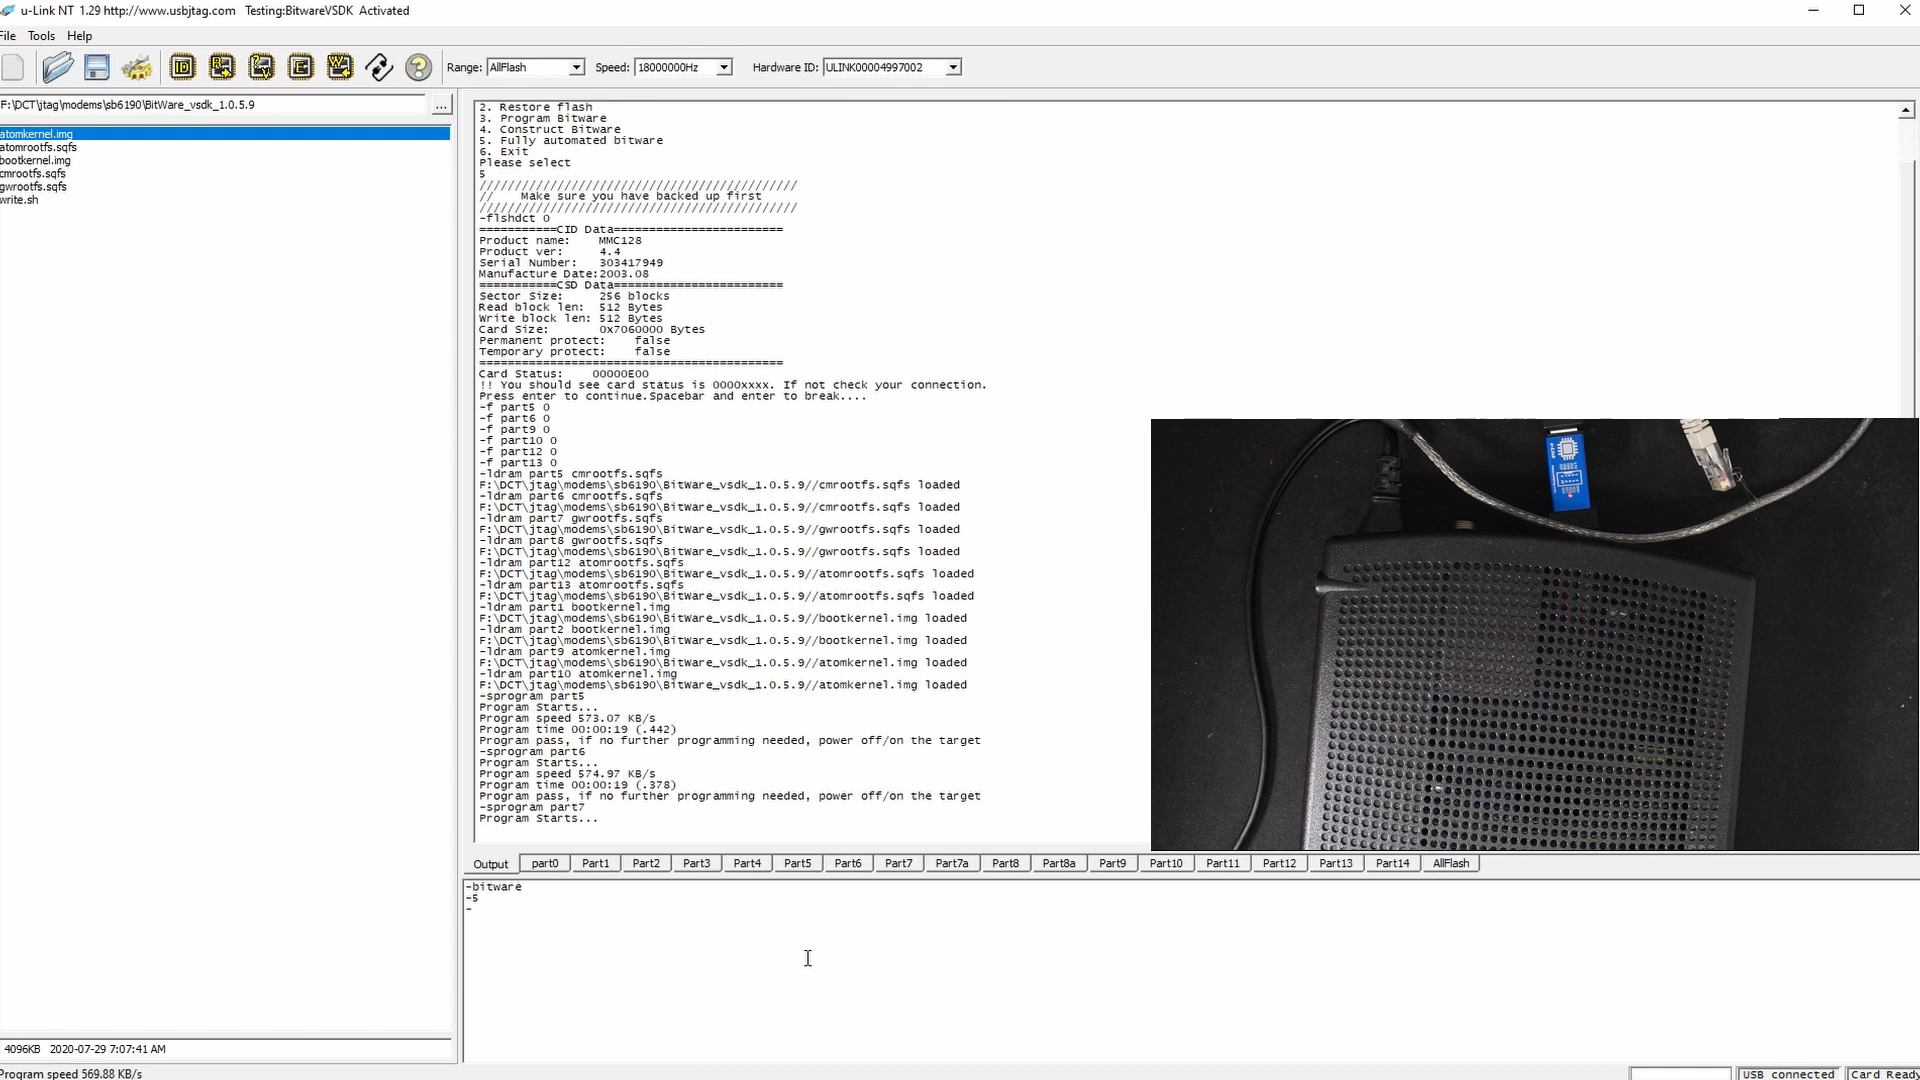 u-Link NT 1.29 http://www.usbjtag.com Testing:BitwareVSDK Activated
File Tools Help
Range: AllFlash Speed: 18000000Hz Hardware ID: ULINK00004997002
F:\DCT\jtag\modems\sb6190\BitWare_vsdk_1.0.5.9 ...
atomkernel.img
atomrootfs.sqfs
bootkernel.img
cmrootfs.sqfs
gwrootfs.sqfs
write.sh
2. Restore flash
3. Program Bitware
4. Construct Bitware
5. Fully automated bitware
6. Exit
Please select
5
/////////////////////////////////////////////
// Make sure you have backed up first
/////////////////////////////////////////////
-flshdct 0
===========CID Data========================
Product name: MMC128
Product ver: 4.4
Serial Number: 303417949
Manufacture Date:2003.08
===========CSD Data========================
Sector Size: 256 blocks
Read block len: 512 Bytes
Write block len: 512 Bytes
Card Size: 0x7060000 Bytes
Permanent protect: false
Temporary protect: false
===========================================
Card Status: 00000E00
!! You should see card status is 0000xxxx. If not check your connection.
Press enter to continue.Spacebar and enter to break....
-f part5 0
-f part6 0
-f part9 0
-f part10 0
-f part12 0
-f part13 0
-ldram part5 cmrootfs.sqfs
F:\DCT\jtag\modems\sb6190\BitWare_vsdk_1.0.5.9//cmrootfs.sqfs loaded
-ldram part6 cmrootfs.sqfs
F:\DCT\jtag\modems\sb6190\BitWare_vsdk_1.0.5.9//cmrootfs.sqfs loaded
-ldram part7 gwrootfs.sqfs
F:\DCT\jtag\modems\sb6190\BitWare_vsdk_1.0.5.9//gwrootfs.sqfs loaded
-ldram part8 gwrootfs.sqfs
F:\DCT\jtag\modems\sb6190\BitWare_vsdk_1.0.5.9//gwrootfs.sqfs loaded
-ldram part12 atomrootfs.sqfs
F:\DCT\jtag\modems\sb6190\BitWare_vsdk_1.0.5.9//atomrootfs.sqfs loaded
-ldram part13 atomrootfs.sqfs
F:\DCT\jtag\modems\sb6190\BitWare_vsdk_1.0.5.9//atomrootfs.sqfs loaded
-ldram part1 bootkernel.img
F:\DCT\jtag\modems\sb6190\BitWare_vsdk_1.0.5.9//bootkernel.img loaded
-ldram part2 bootkernel.img
F:\DCT\jtag\modems\sb6190\BitWare_vsdk_1.0.5.9//bootkernel.img loaded
-ldram part9 atomkernel.img
F:\DCT\jtag\modems\sb6190\BitWare_vsdk_1.0.5.9//atomkernel.img loaded
-ldram part10 atomkernel.img
F:\DCT\jtag\modems\sb6190\BitWare_vsdk_1.0.5.9//atomkernel.img loaded
-sprogram part5
Program Starts...
Program speed 573.07 KB/s
Program time 00:00:19 (.442)
Program pass, if no further programming needed, power off/on the target
-sprogram part6
Program Starts...
Program speed 574.97 KB/s
Program time 00:00:19 (.378)
Program pass, if no further programming needed, power off/on the target
-sprogram part7
Program Starts...
Output part0 Part1 Part2 Part3 Part4 Part5 Part6 Part7 Part7a Part8 Part8a Part9 Part10 Part11 Part12 Part13 Part14 AllFlash
-bitware
-5
-
4096KB 2020-07-29 7:07:41 AM
Program speed 569.88 KB/s
USB connected Card Ready